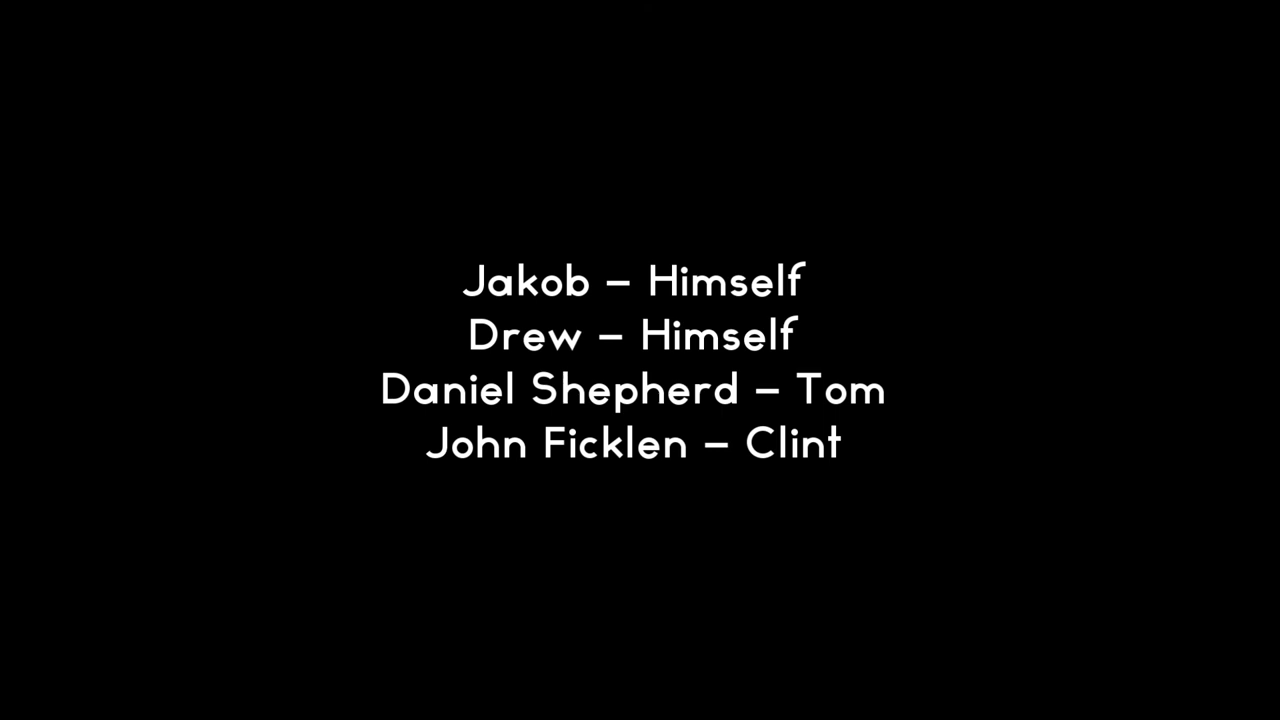 Jakob – Himself
Drew – Himself
Daniel Shepherd – Tom
John Ficklen – Clint